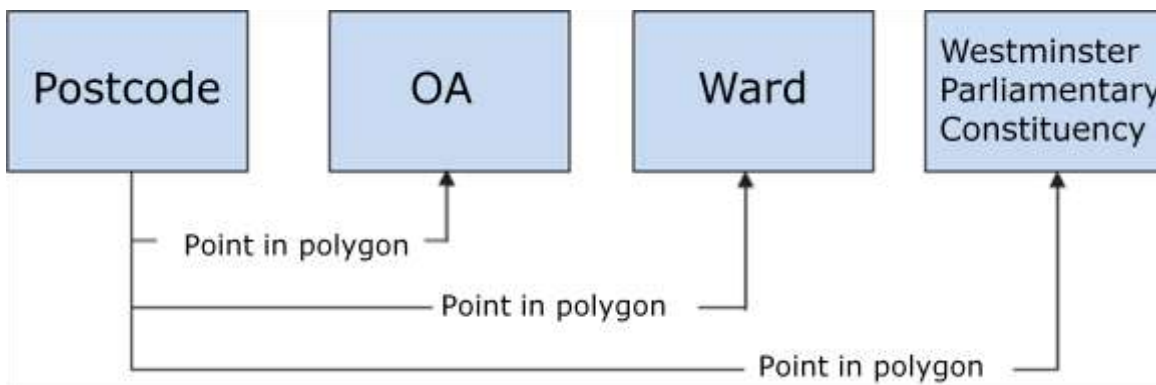 Postcode
OA
Ward
Westminster
Parliamentary
Constituency
Point in polygon
Point in polygon
Point in polygon